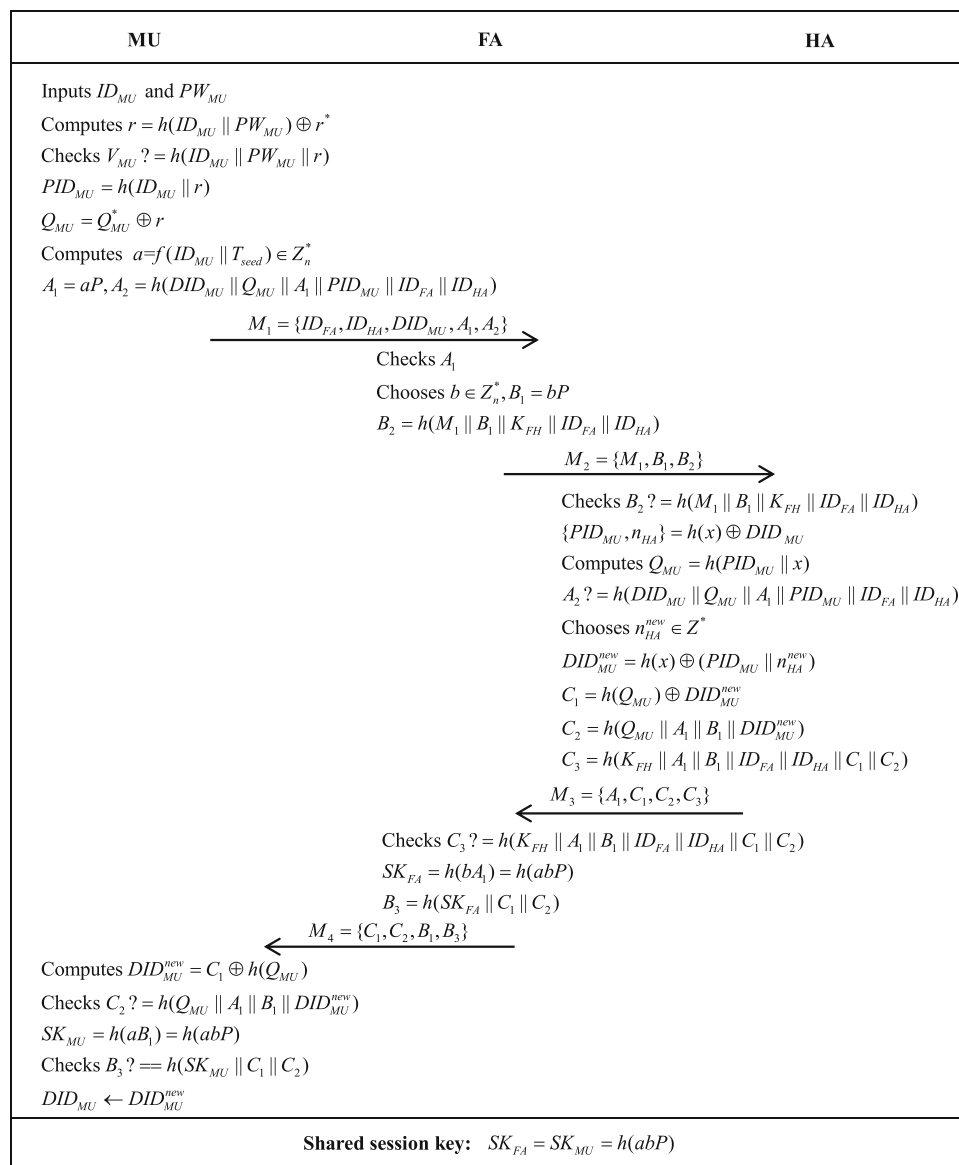 MU FA HA
Inputs ID_MU and PW_MU
Computes r = h(ID_MU || PW_MU) ⊕ r*
Checks V_MU ? = h(ID_MU || PW_MU || r)
PID_MU = h(ID_MU || r)
Q_MU = Q*_MU ⊕ r
Computes a=f(ID_MU || T_seed) ∈ Z*_n
A_1 = aP, A_2 = h(DID_MU || Q_MU || A_1 || PID_MU || ID_FA || ID_HA)
M_1 = {ID_FA, ID_HA, DID_MU, A_1, A_2}
Checks A_1
Chooses b ∈ Z*_n, B_1 = bP
B_2 = h(M_1 || B_1 || K_FH || ID_FA || ID_HA)
M_2 = {M_1, B_1, B_2}
Checks B_2 ? = h(M_1 || B_1 || K_FH || ID_FA || ID_HA)
{PID_MU, n_HA} = h(x) ⊕ DID_MU
Computes Q_MU = h(PID_MU || x)
A_2 ? = h(DID_MU || Q_MU || A_1 || PID_MU || ID_FA || ID_HA)
Chooses n^new_HA ∈ Z*
DID^new_MU = h(x) ⊕ (PID_MU || n^new_HA)
C_1 = h(Q_MU) ⊕ DID^new_MU
C_2 = h(Q_MU || A_1 || B_1 || DID^new_MU)
C_3 = h(K_FH || A_1 || B_1 || ID_FA || ID_HA || C_1 || C_2)
M_3 = {A_1, C_1, C_2, C_3}
Checks C_3 ? = h(K_FH || A_1 || B_1 || ID_FA || ID_HA || C_1 || C_2)
SK_FA = h(bA_1) = h(abP)
B_3 = h(SK_FA || C_1 || C_2)
M_4 = {C_1, C_2, B_1, B_3}
Computes DID^new_MU = C_1 ⊕ h(Q_MU)
Checks C_2 ? = h(Q_MU || A_1 || B_1 || DID^new_MU)
SK_MU = h(aB_1) = h(abP)
Checks B_3 ? == h(SK_MU || C_1 || C_2)
DID_MU ← DID^new_MU
Shared session key: SK_FA = SK_MU = h(abP)